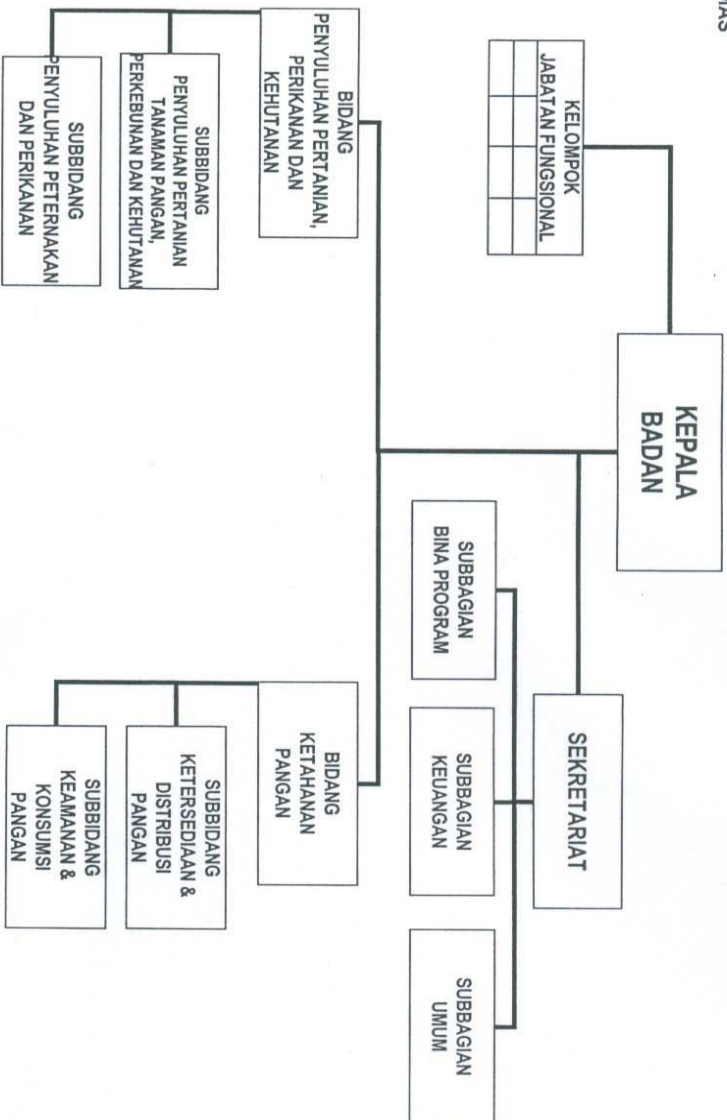 MAS
KEPALA
BADAN
KELOMPOK
JABATAN FUNGSIONAL
SEKRETARIAT
SUBBAGIAN
BINA PROGRAM
SUBBAGIAN
KEUANGAN
SUBBAGIAN
UMUM
BIDANG
PENYULUHAN PERTANIAN,
PERIKANAN DAN
KEHUTANAN
SUBBIDANG
PENYULUHAN PERTANIAN
TANAMAN PANGAN,
PERKEBUNAN DAN KEHUTANAN
SUBBIDANG
PENYULUHAN PETERNAKAN
DAN PERIKANAN
BIDANG
KETAHANAN
PANGAN
SUBBIDANG
KETERSEDIAAN &
DISTRIBUSI
PANGAN
SUBBIDANG
KEAMANAN &
KONSUMSI
PANGAN